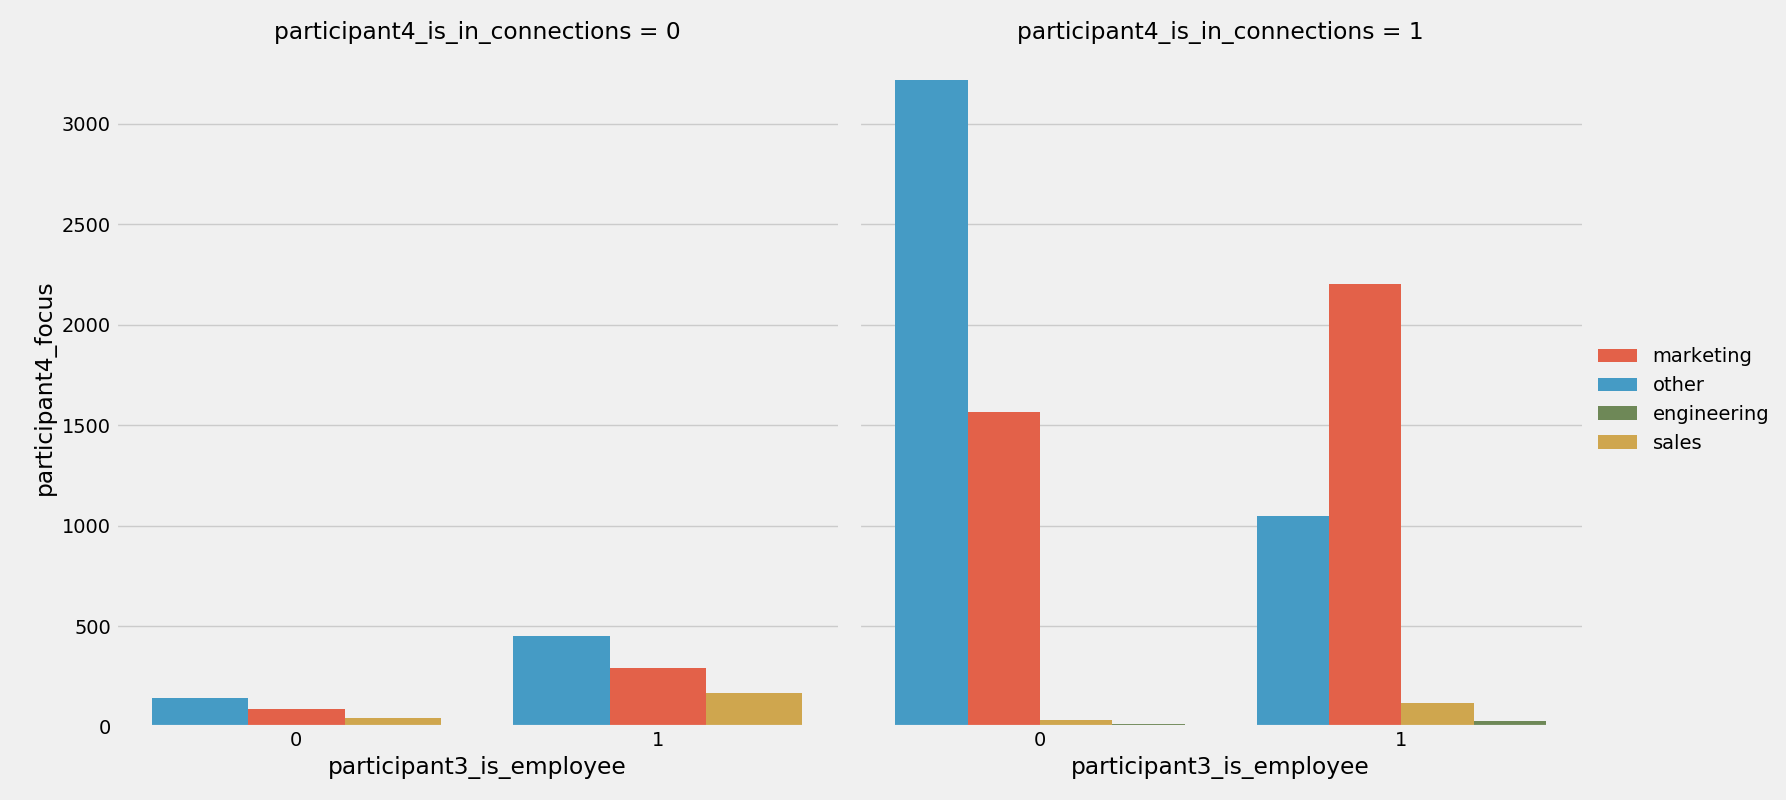 participant4_is_in_connections = 0
participant4_is_in_connections = 1
participant4_focus
3000
2500
2000
1500
1000
500
0
0
1
0
1
participant3_is_employee
participant3_is_employee
marketing
other
engineering
sales